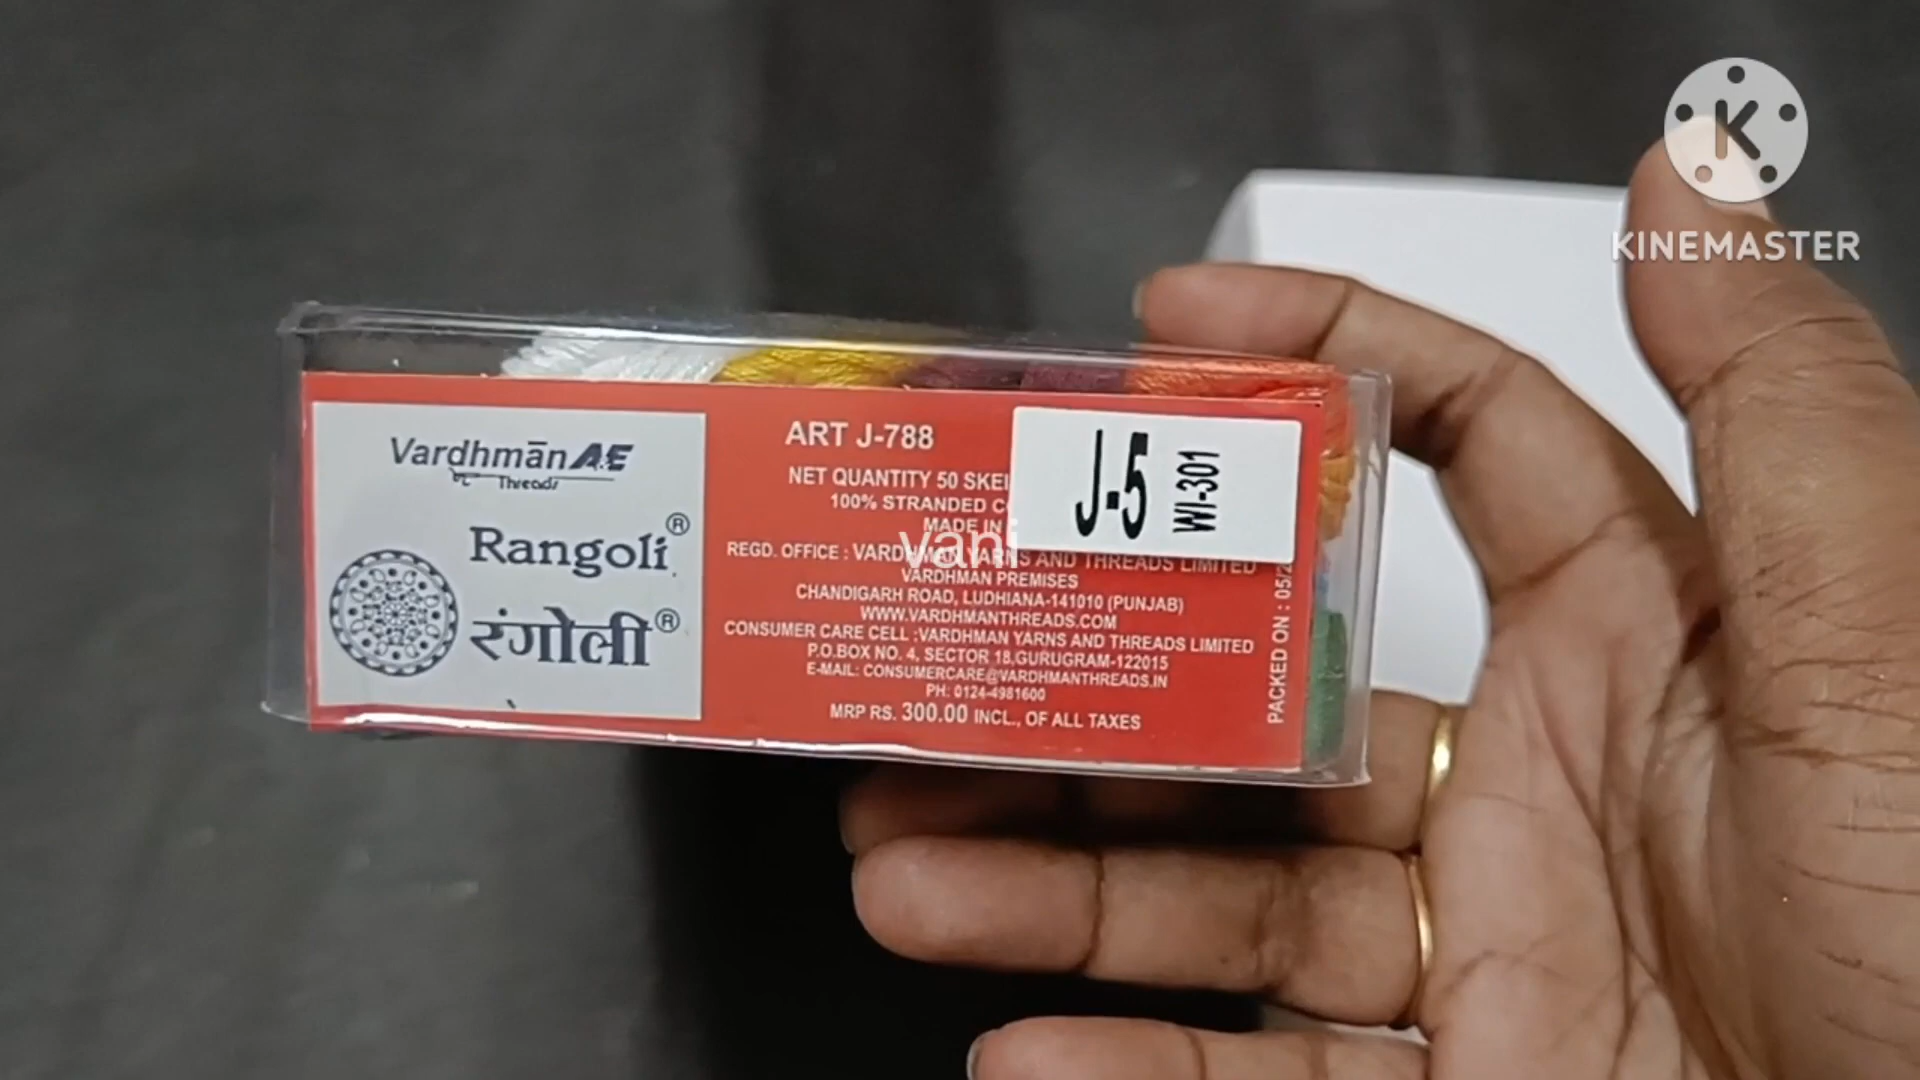 KINEMASTER
Vardhmān A&E
Threads
Rangoli®
रंगोली®
ART J-788
NET QUANTITY 50
100% STRANDED
MADE IN
REGD. OFFICE : VARDHMAN YARNS AND THREADS LIMITED
VARDHMAN PREMISES
CHANDIGARH ROAD, LUDHIANA-141010 (PUNJAB)
WWW.VARDHMANTHREADS.COM
CONSUMER CARE CELL :VARDHMAN YARNS AND THREADS LIMITED
P.O.BOX NO. 4, SECTOR 18,GURUGRAM-122015
E-MAIL: CONSUMERCARE@VARDHMANTHREADS.IN
PH: 0124-4981600
MRP RS. 300.00 INCL., OF ALL TAXES
J-5
WI-301
PACKED ON : 05/2
vani